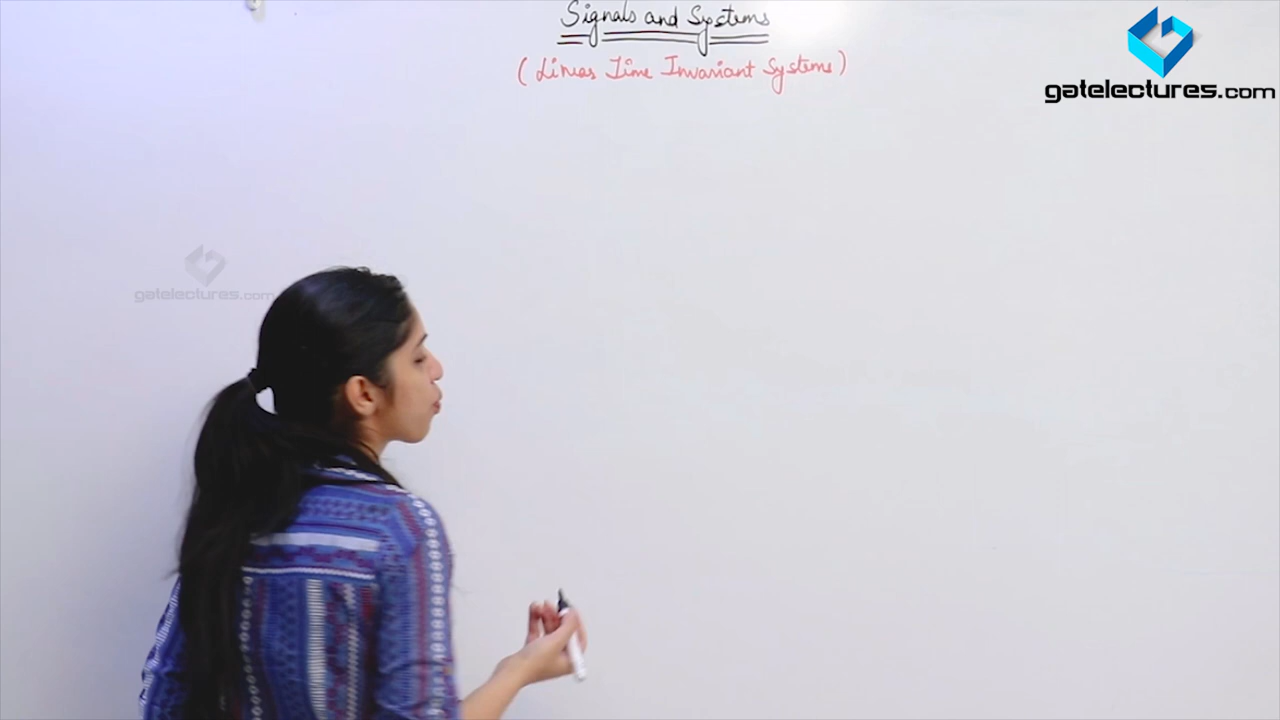 Signals and Systems
(Linear Time Invariant Systems)
gatelectures.com
gatelectures.com